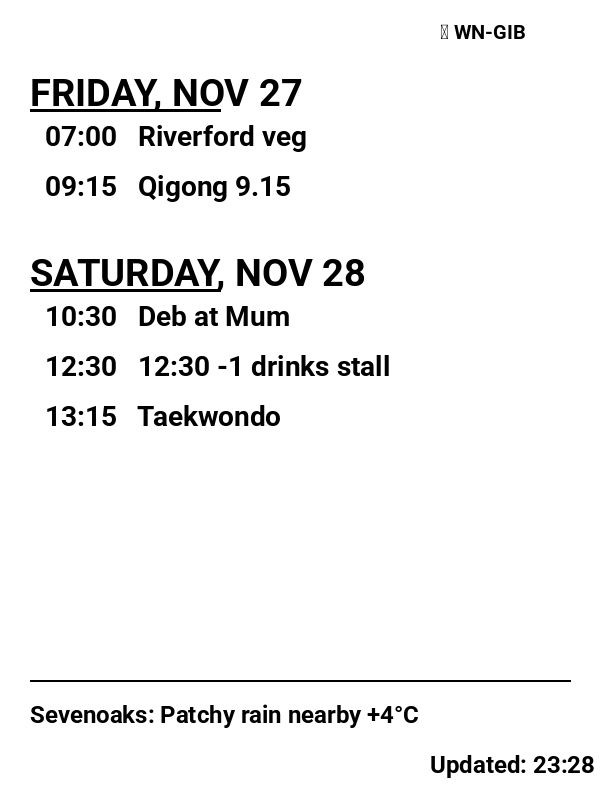 WN-GIB
FRIDAY, NOV 27
07:00 Riverford veg
09:15 Qigong 9.15
SATURDAY, NOV 28
10:30 Deb at Mum
12:30 12:30 -1 drinks stall
13:15 Taekwondo
Sevenoaks: Patchy rain nearby +4°C
Updated: 23:28